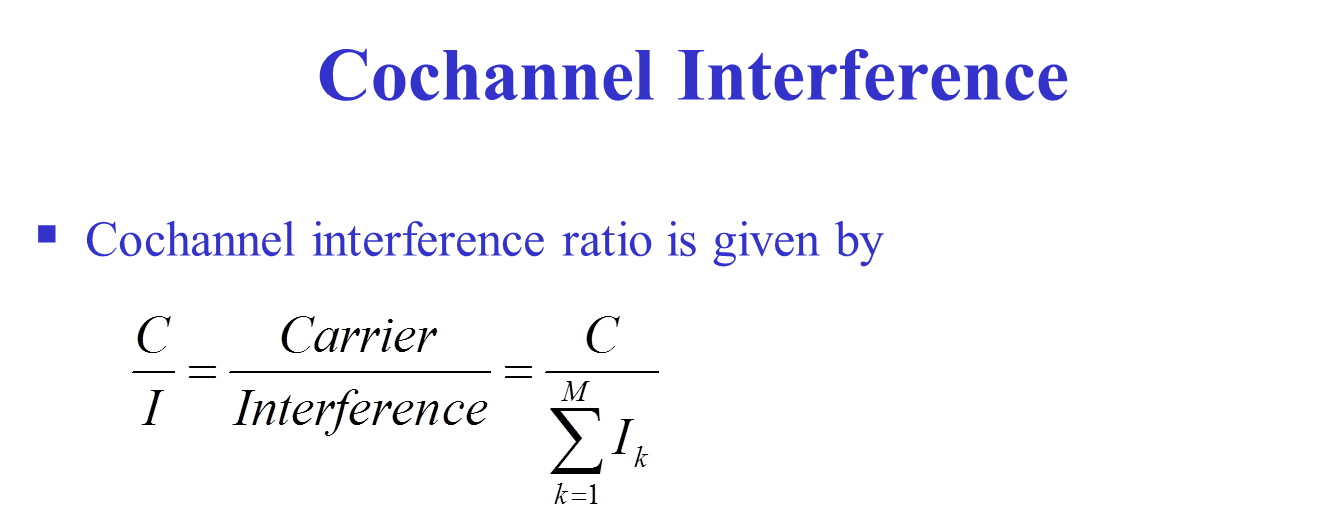 Cochannel Interference
▪ Cochannel interference ratio is given by
C/I = Carrier/Interference = C/∑_{k=1}^{M} I_k